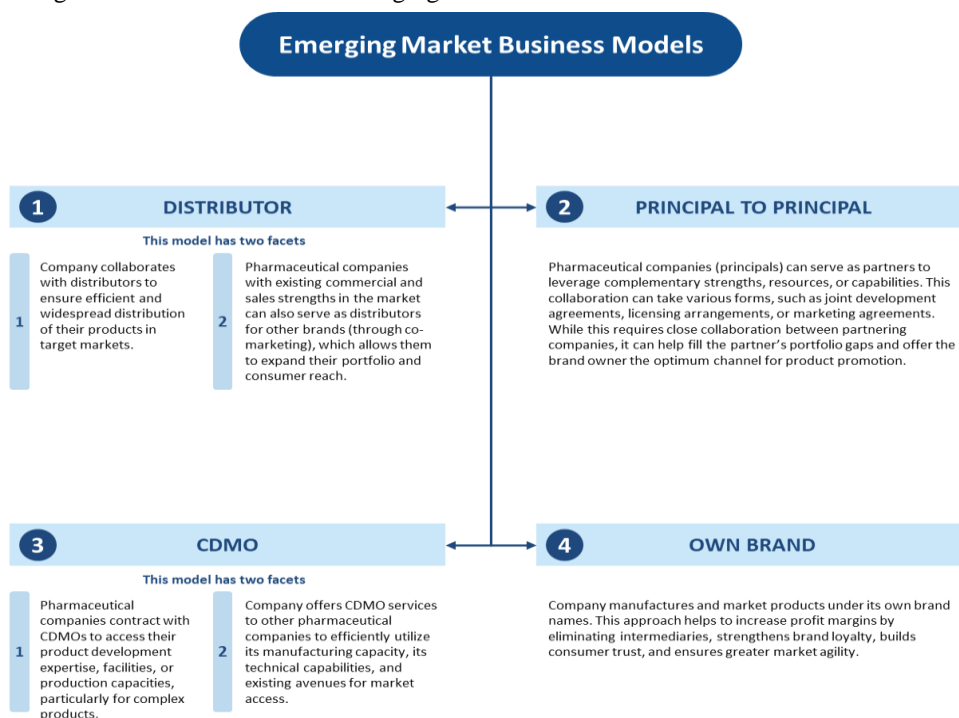 Emerging Market Business Models
1 DISTRIBUTOR
This model has two facets
1
Company collaborates
with distributors to
ensure efficient and
widespread distribution
of their products in
target markets.
2
Pharmaceutical companies
with existing commercial and
sales strengths in the market
can also serve as distributors
for other brands (through co-
marketing), which allows them
to expand their portfolio and
consumer reach.
2 PRINCIPAL TO PRINCIPAL
Pharmaceutical companies (principals) can serve as partners to
leverage complementary strengths, resources, or capabilities. This
collaboration can take various forms, such as joint development
agreements, licensing arrangements, or marketing agreements.
While this requires close collaboration between partnering
companies, it can help fill the partner's portfolio gaps and offer the
brand owner the optimum channel for product promotion.
3 CDMO
This model has two facets
1
Pharmaceutical
companies contract with
CDMOs to access their
product development
expertise, facilities, or
production capacities,
particularly for complex
products.
2
Company offers CDMO services
to other pharmaceutical
companies to efficiently utilize
its manufacturing capacity, its
technical capabilities, and
existing avenues for market
access.
4 OWN BRAND
Company manufactures and market products under its own brand
names. This approach helps to increase profit margins by
eliminating intermediaries, strengthens brand loyalty, builds
consumer trust, and ensures greater market agility.